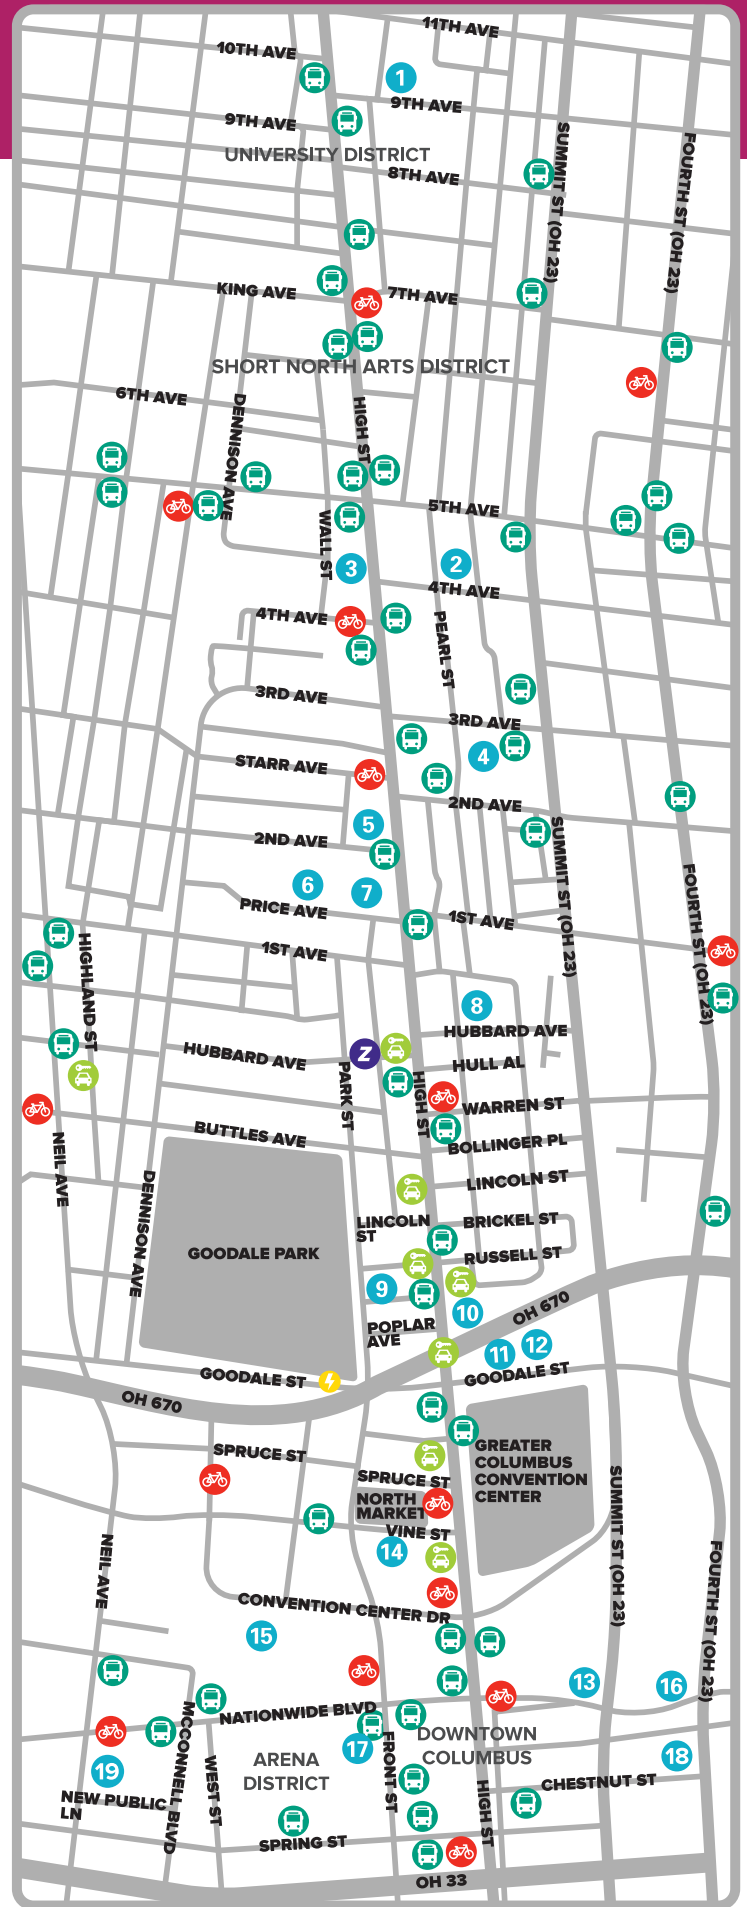 11TH AVE
10TH AVE
1
9TH AVE
9TH AVE
UNIVERSITY DISTRICT
8TH AVE
SUMMIT ST (OH 23)
FOURTH ST (OH 23)
KING AVE
7TH AVE
SHORT NORTH ARTS DISTRICT
6TH AVE
DENNISON AVE
HIGH ST
5TH AVE
WALL ST
3
2
4TH AVE
4TH AVE
PEARL ST
3RD AVE
3RD AVE
4
STARR AVE
2ND AVE
5
2ND AVE
SUMMIT ST (OH 23)
6
7
PRICE AVE
1ST AVE
FOURTH ST (OH 23)
1ST AVE
HIGHLAND ST
8
HUBBARD AVE
Z
HUBBARD AVE
HULL AL
PARK ST
HIGH ST
WARREN ST
BUTTLES AVE
BOLLINGER PL
NEIL AVE
LINCOLN ST
DENNISON AVE
LINCOLN
ST
BRICKEL ST
GOODALE PARK
RUSSELL ST
9
10
OH 670
POPLAR
AVE
11
12
GOODALE ST
GOODALE ST
OH 670
SPRUCE ST
GREATER
COLUMBUS
CONVENTION
CENTER
SPRUCE ST
NORTH
MARKET
SUMMIT ST (OH 23)
VINE ST
14
NEIL AVE
FOURTH ST (OH 23)
CONVENTION CENTER DR
15
13
16
NATIONWIDE BLVD
MCCONNELL BLVD
DOWNTOWN
COLUMBUS
17
18
FRONT ST
WEST ST
ARENA
DISTRICT
19
CHESTNUT ST
HIGH ST
NEW PUBLIC
LN
SPRING ST
OH 33